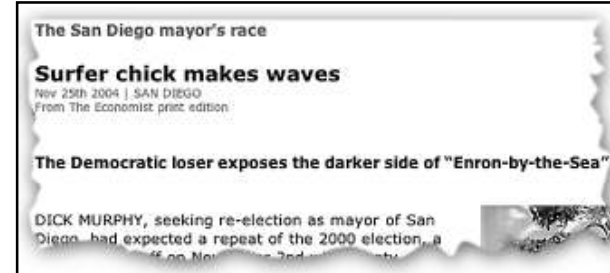 The San Diego mayor's race
Surfer chick makes waves
Nov 25th 2004 | SAN DIEGO
From The Economist print edition
The Democratic loser exposes the darker side of "Enron-by-the-Sea"
DICK MURPHY, seeking re-election as mayor of San
Diego, had expected a repeat of the 2000 election, a